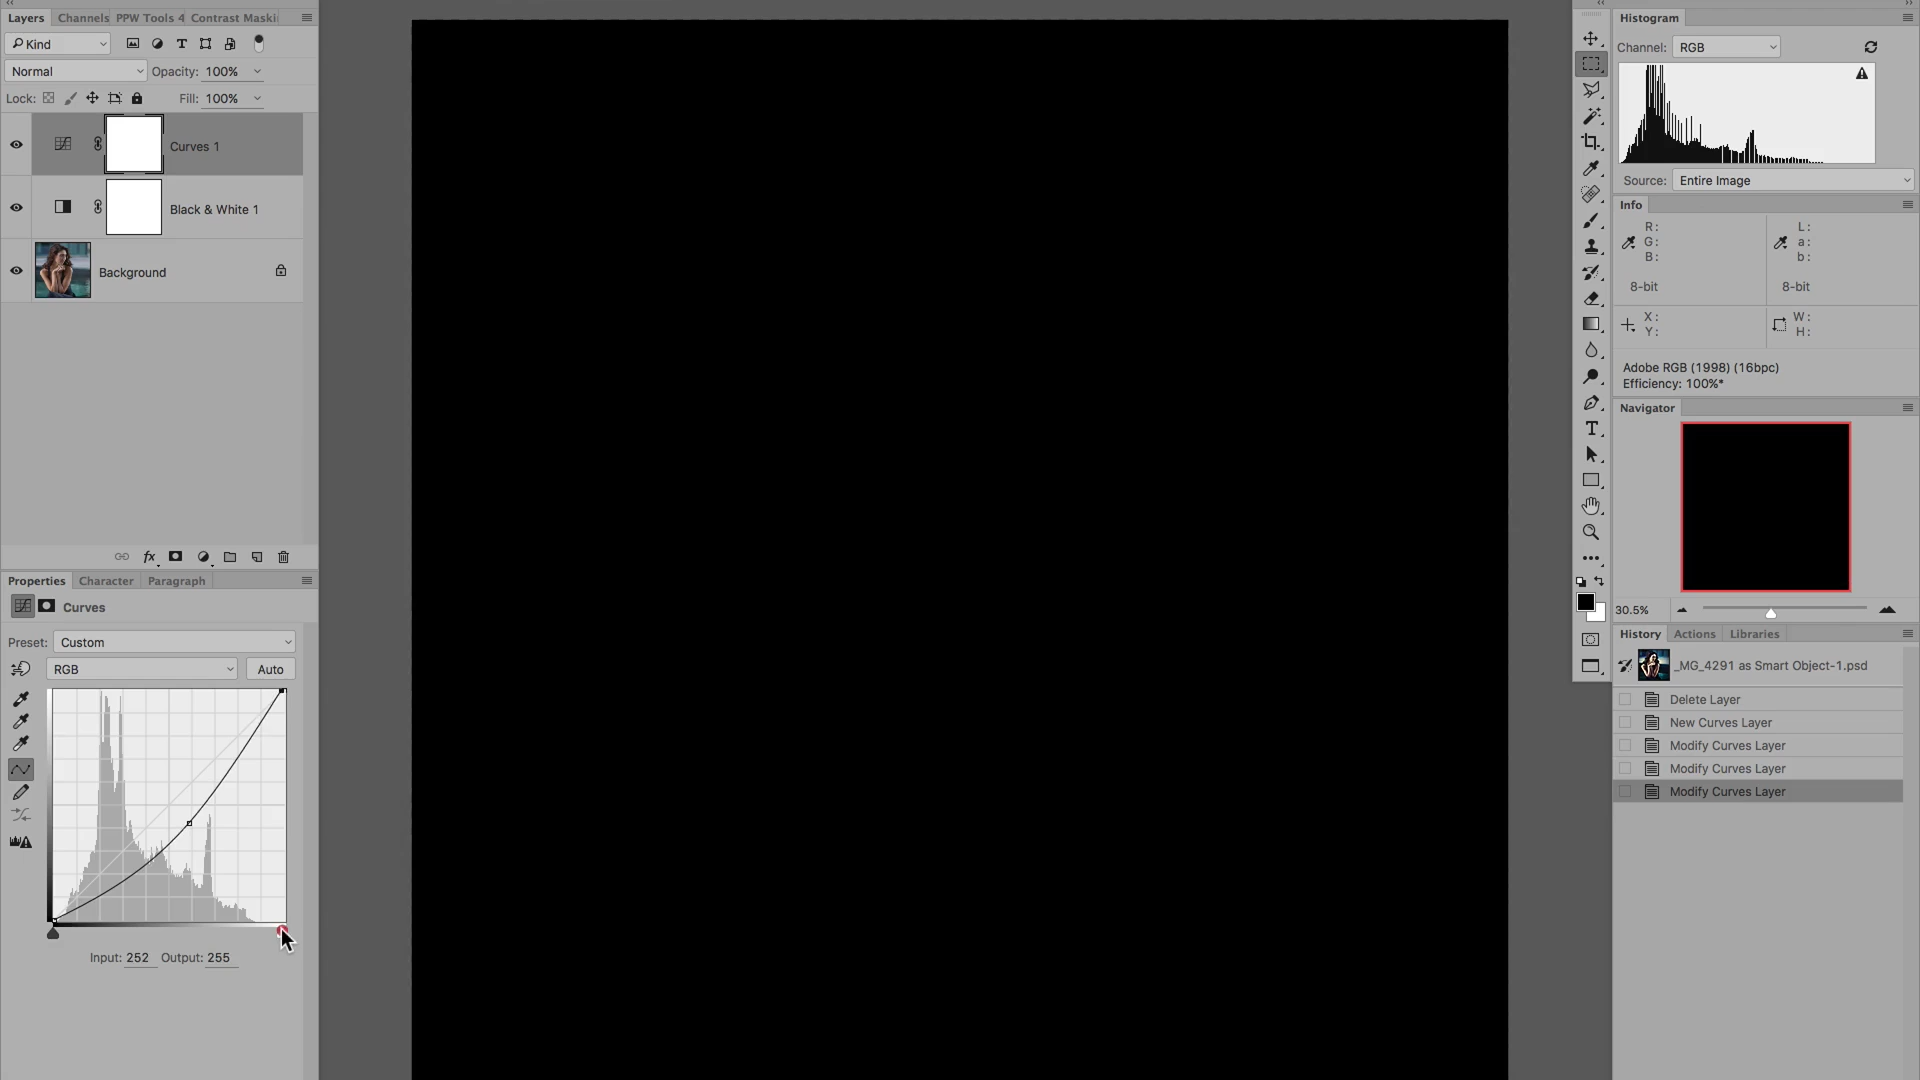 Layers Channels PPW Tools 4 Contrast Maski
Kind
Normal Opacity: 100%
Lock: Fill: 100%
Curves 1
Black & White 1
Background
fx
Properties Character Paragraph
Curves
Preset: Custom
RGB Auto
Input: 252 Output: 255
Histogram
Channel: RGB
Source: Entire Image
Info
R: L:
G: a:
B: b:
8-bit 8-bit
X: W:
Y: H:
Adobe RGB (1998) (16bpc)
Efficiency: 100%*
Navigator
30.5%
History Actions Libraries
_MG_4291 as Smart Object-1.psd
Delete Layer
New Curves Layer
Modify Curves Layer
Modify Curves Layer
Modify Curves Layer